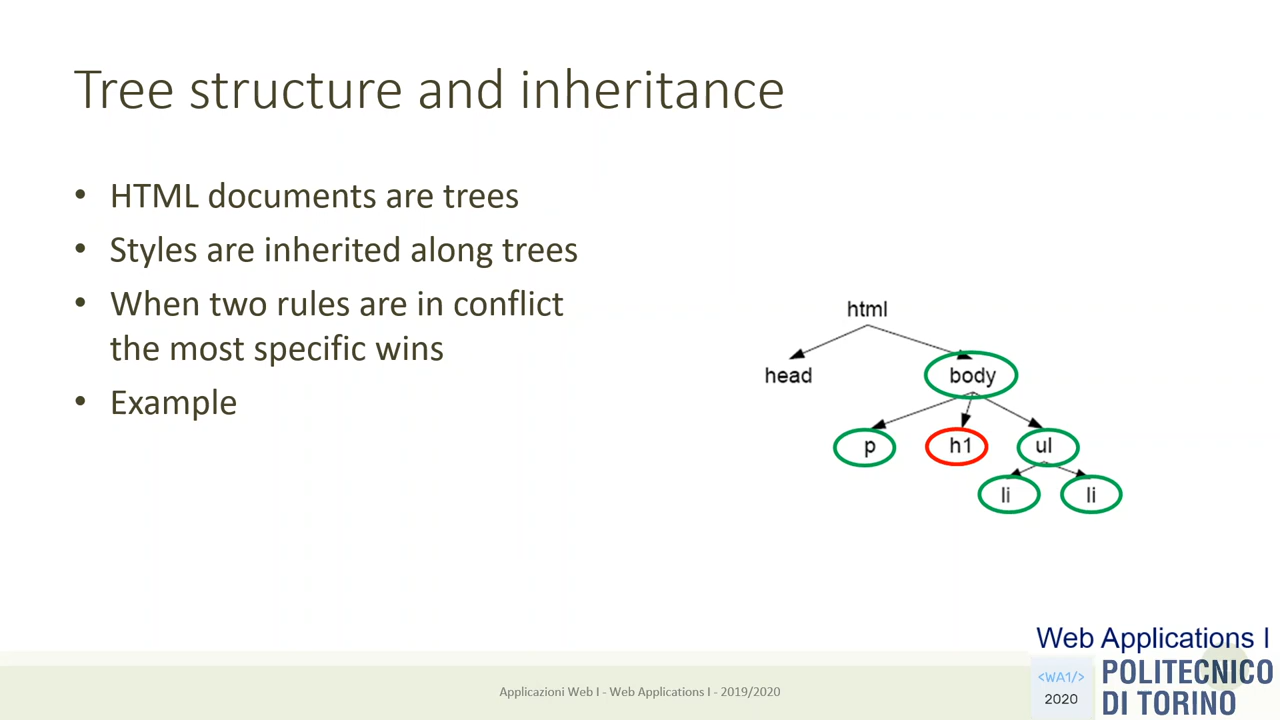 Tree structure and inheritance
• HTML documents are trees
• Styles are inherited along trees
• When two rules are in conflict
the most specific wins
• Example
html
head
body
p
h1
ul
li
li
Web Applications I
<WA1/>
2020
POLITECNICO
DI TORINO
Applicazioni Web I - Web Applications I - 2019/2020